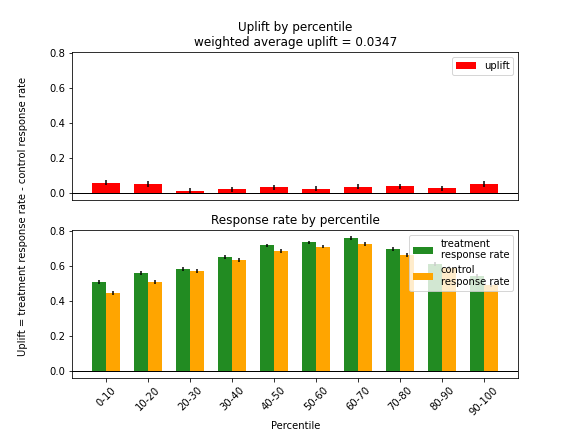 Uplift by percentile
weighted average uplift = 0.0347
0.8
0.6
0.4
0.2
0.0
uplift
Uplift = treatment response rate - control response rate
Response rate by percentile
0.8
0.6
0.4
0.2
0.0
treatment
response rate
control
response rate
0-10
10-20
20-30
30-40
40-50
50-60
60-70
70-80
80-90
90-100
Percentile